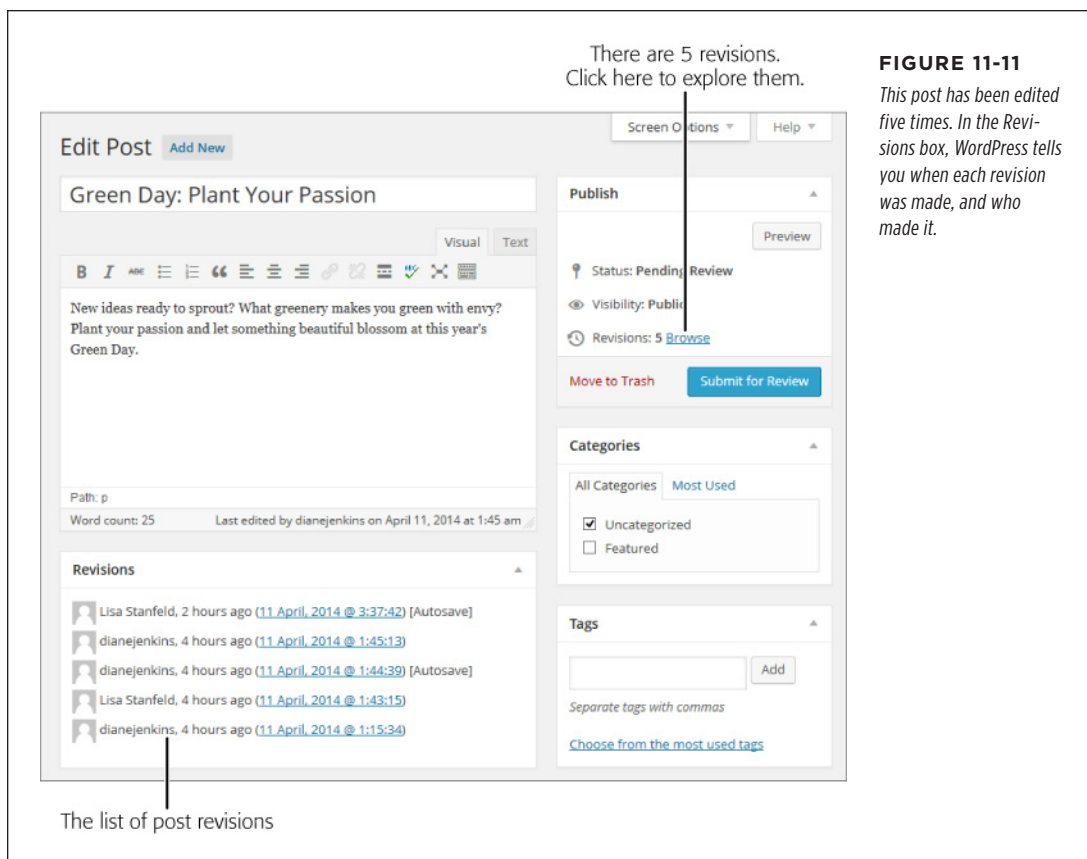 There are 5 revisions.
Click here to explore them.
FIGURE 11-11
This post has been edited
five times. In the Revi-
sions box, WordPress tells
you when each revision
was made, and who
made it.
Screen Options
Help
Edit Post
Add New
Green Day: Plant Your Passion
Visual
Text
B I ABC
ABC
New ideas ready to sprout? What greenery makes you green with envy?
Plant your passion and let something beautiful blossom at this year's
Green Day.
Path: p
Word count: 25
Last edited by dianejenkins on April 11, 2014 at 1:45 am
Revisions
Lisa Stanfeld, 2 hours ago (11 April, 2014 @ 3:37:42) [Autosave]
dianejenkins, 4 hours ago (11 April, 2014 @ 1:45:13)
dianejenkins, 4 hours ago (11 April, 2014 @ 1:44:39) [Autosave]
Lisa Stanfeld, 4 hours ago (11 April, 2014 @ 1:43:15)
dianejenkins, 4 hours ago (11 April, 2014 @ 1:15:34)
Publish
Preview
Status: Pending Review
Visibility: Public
Revisions: 5 Browse
Move to Trash
Submit for Review
Categories
All Categories
Most Used
Uncategorized
Featured
Tags
Add
Separate tags with commas
Choose from the most used tags
The list of post revisions